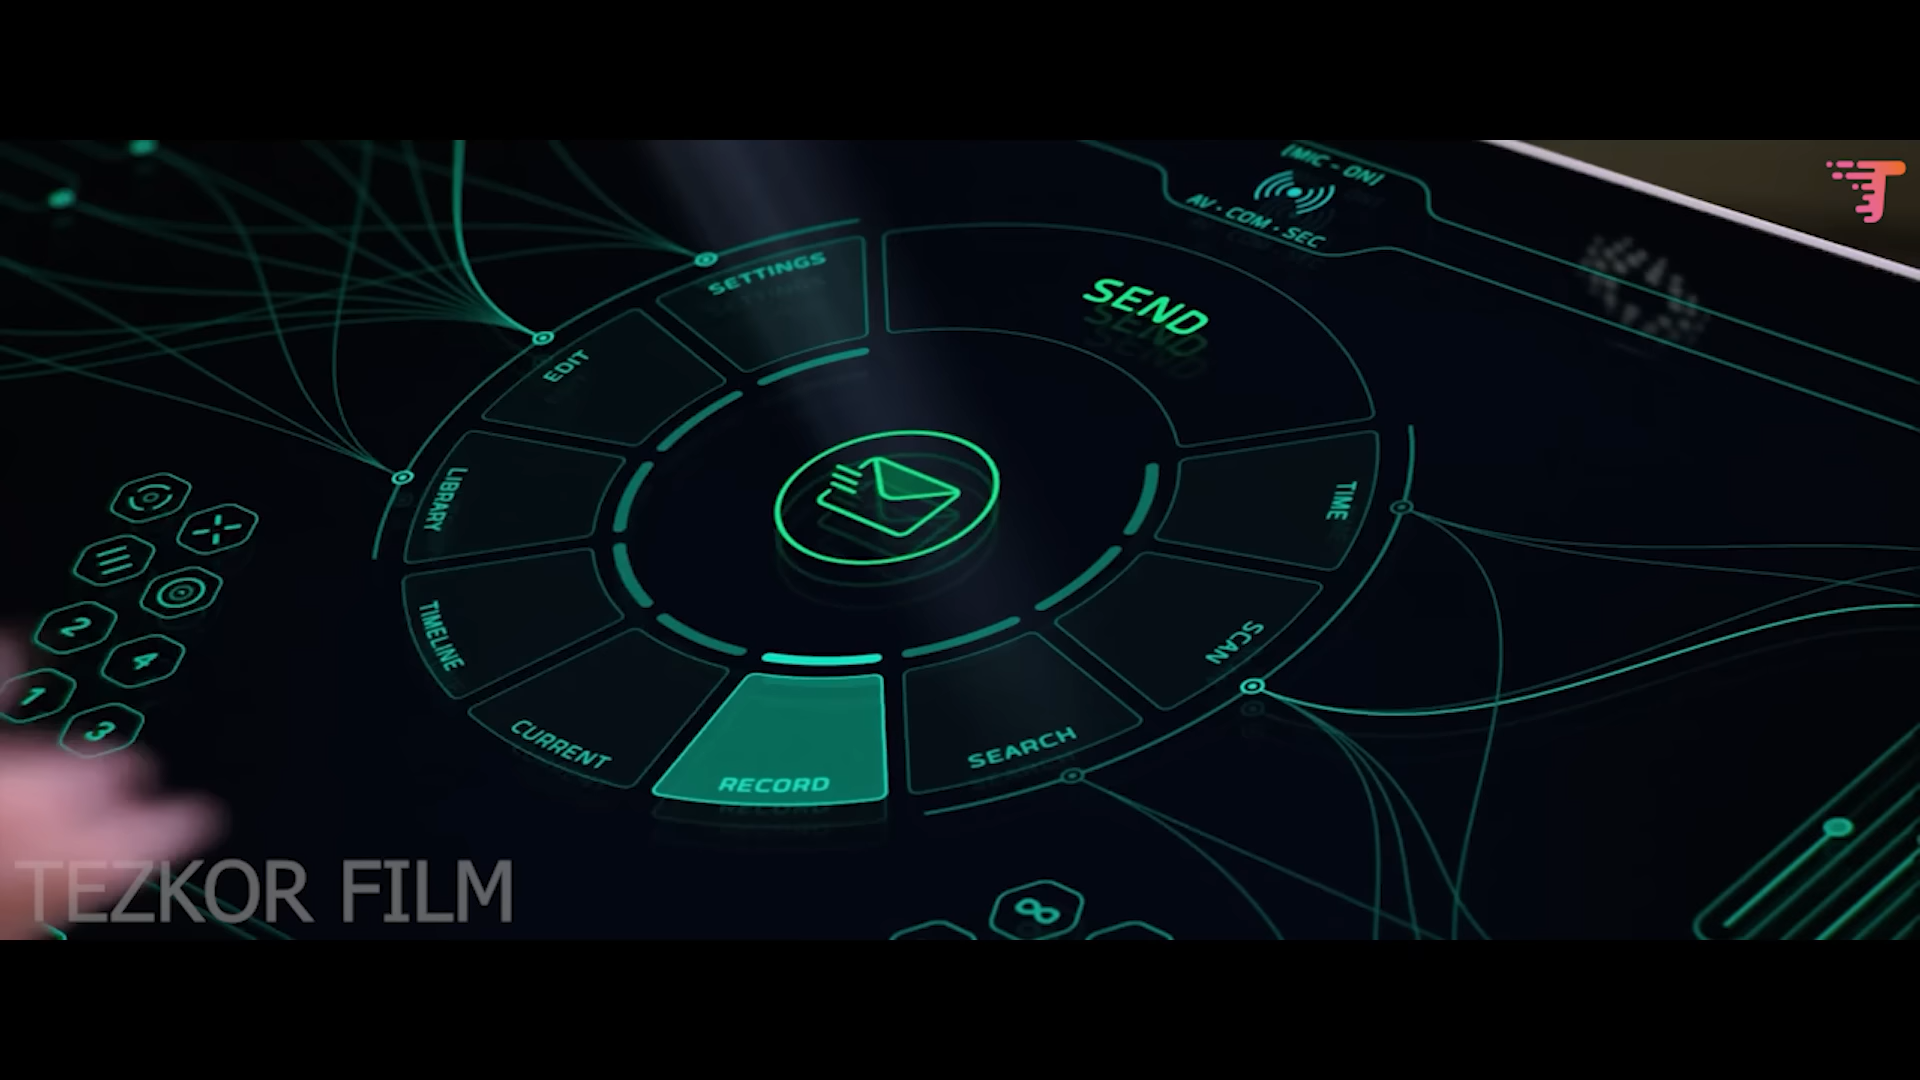 [MIC - ON]
AV • COM • SEC
SETTINGS
SEND
EDIT
LIBRARY
TIME
TIMELINE
SCAN
CURRENT
RECORD
SEARCH
2
4
1
3
TEZKOR FILM